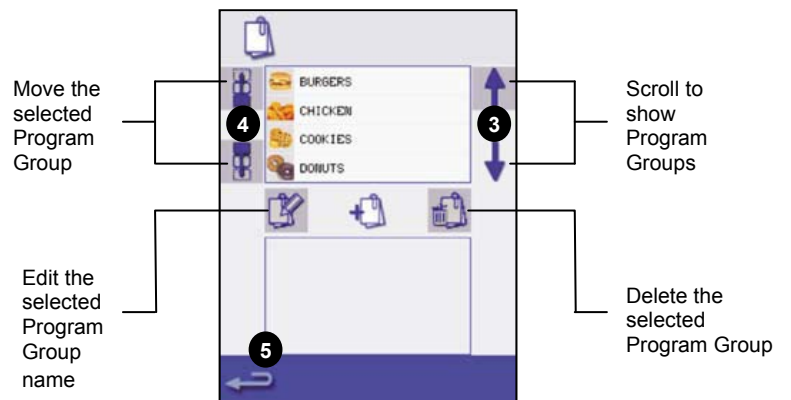 Move the
selected
Program
Group
BURGERS
CHICKEN
COOKIES
DONUTS
4
3
Scroll to
show
Program
Groups
Edit the
selected
Program
Group
name
5
Delete the
selected
Program Group